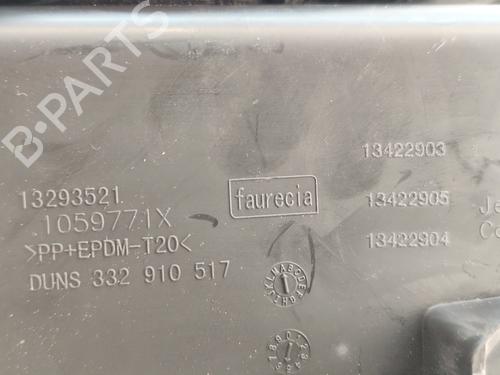 B-PARTS
13422903
13293521
faurecia
13422905
1059771X
>PP+EPDM-T20<
13422904
DUNS 332 910 517